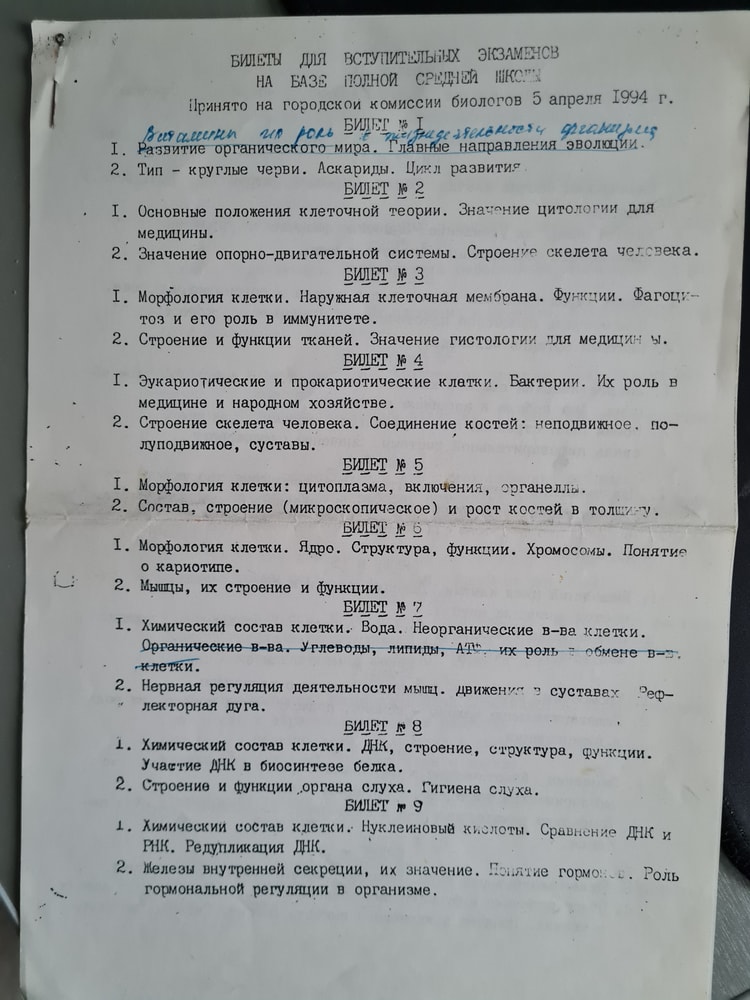 БИЛЕТЫ ДЛЯ ВСТУПИТЕЛЬНЫХ ЭКЗАМЕНОВ
НА БАЗЕ ПОЛНОЙ СРЕДНЕЙ ШКОЛЫ
Принято на городской комиссии биологов 5 апреля 1994 г.
БИЛЕТ № 1
Витамины их роль в жизнедеятельности организма
1. Развитие органического мира. Главные направления эволюции.
2. Тип - круглые черви. Аскариды. Цикл развития
БИЛЕТ № 2
1. Основные положения клеточной теории. Значение цитологии для
медицины.
2. Значение опорно-двигательной системы. Строение скелета человека.
БИЛЕТ № 3
1. Морфология клетки. Наружная клеточная мембрана. Функции. Фагоци-
тоз и его роль в иммунитете.
2. Строение и функции тканей. Значение гистологии для медицины.
БИЛЕТ № 4
1. Эукариотические и прокариотические клетки. Бактерии. Их роль в
медицине и народном хозяйстве.
2. Строение скелета человека. Соединение костей: неподвижное, по-
луподвижное, суставы.
БИЛЕТ № 5
1. Морфология клетки: цитоплазма, включения, органеллы.
2. Состав, строение (микроскопическое) и рост костей в толщину.
БИЛЕТ № 6
1. Морфология клетки. Ядро. Структура, функции. Хромосомы. Понятие
о кариотипе.
2. Мышцы, их строение и функции.
БИЛЕТ № 7
1. Химический состав клетки. Вода. Неорганические в-ва клетки.
Органические в-ва. Углеводы, липиды, АТФ, их роль в обмене в-в.
клетки.
2. Нервная регуляция деятельности мышц. Движения в суставах Реф-
лекторная дуга.
БИЛЕТ № 8
1. Химический состав клетки. ДНК, строение, структура, функции.
Участие ДНК в биосинтезе белка.
2. Строение и функции органа слуха. Гигиена слуха.
БИЛЕТ № 9
1. Химический состав клетки. Нуклеиновый кислоты. Сравнение ДНК и
РНК. Редупликация ДНК.
2. Железы внутренней секреции, их значение. Понятие гормонов. Роль
гормональной регуляции в организме.